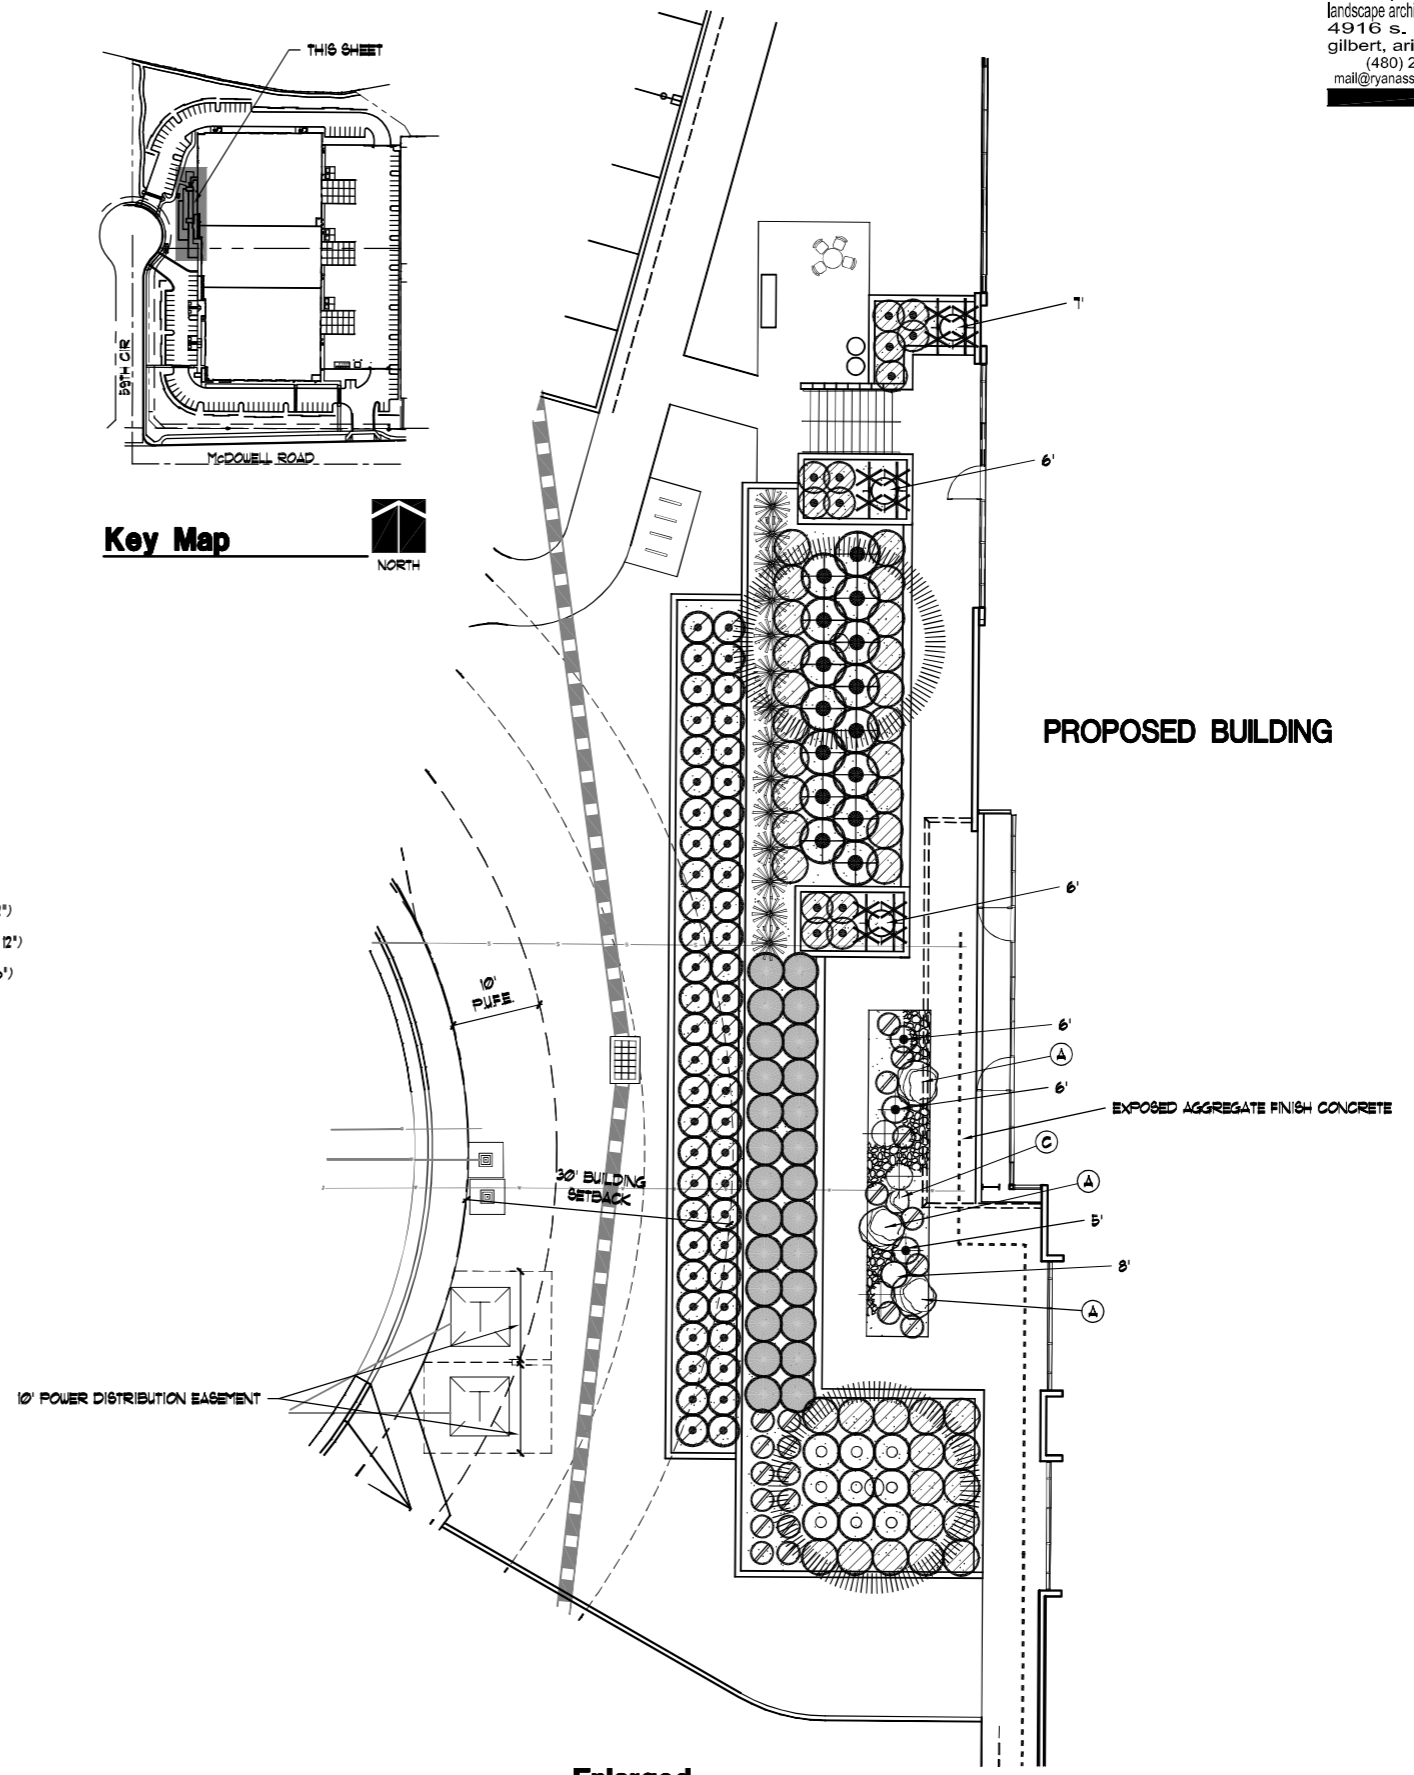 landscape archi
4916 s.
gilbert, ari
(480) 2
mail@ryanass
THIS SHEET
59TH CIR
McDOWELL ROAD
Key Map
NORTH
7'
6'
PROPOSED BUILDING
6'
12")
10'
P.U.F.E.
6'
A
6'
EXPOSED AGGREGATE FINISH CONCRETE
C
30' BUILDING
SETBACK
A
5'
8'
A
10' POWER DISTRIBUTION EASEMENT
Enlarged